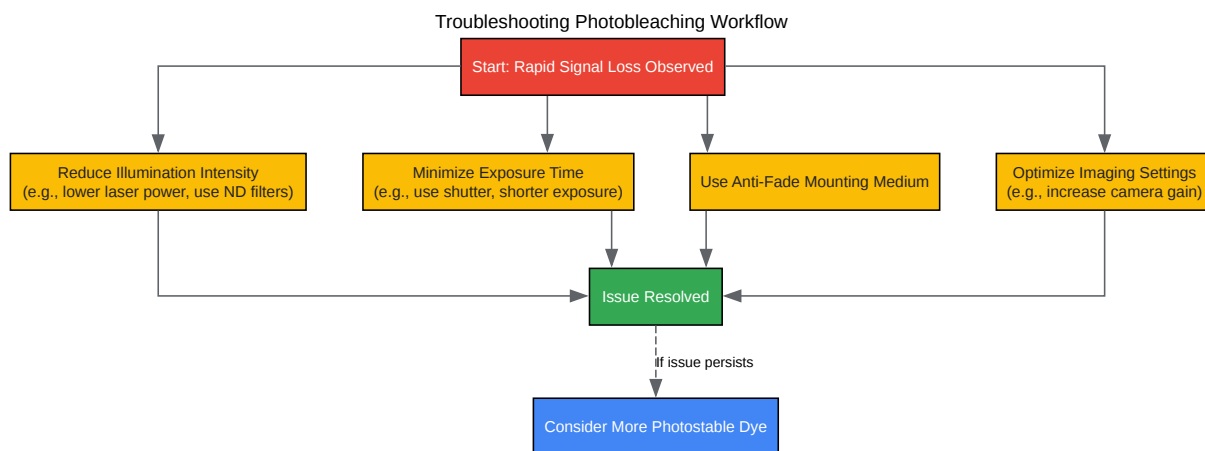 Troubleshooting Photobleaching Workflow
Start: Rapid Signal Loss Observed
Reduce Illumination Intensity
(e.g., lower laser power, use ND filters)
Minimize Exposure Time
(e.g., use shutter, shorter exposure)
Use Anti-Fade Mounting Medium
Optimize Imaging Settings
(e.g., increase camera gain)
Issue Resolved
If issue persists
Consider More Photostable Dye